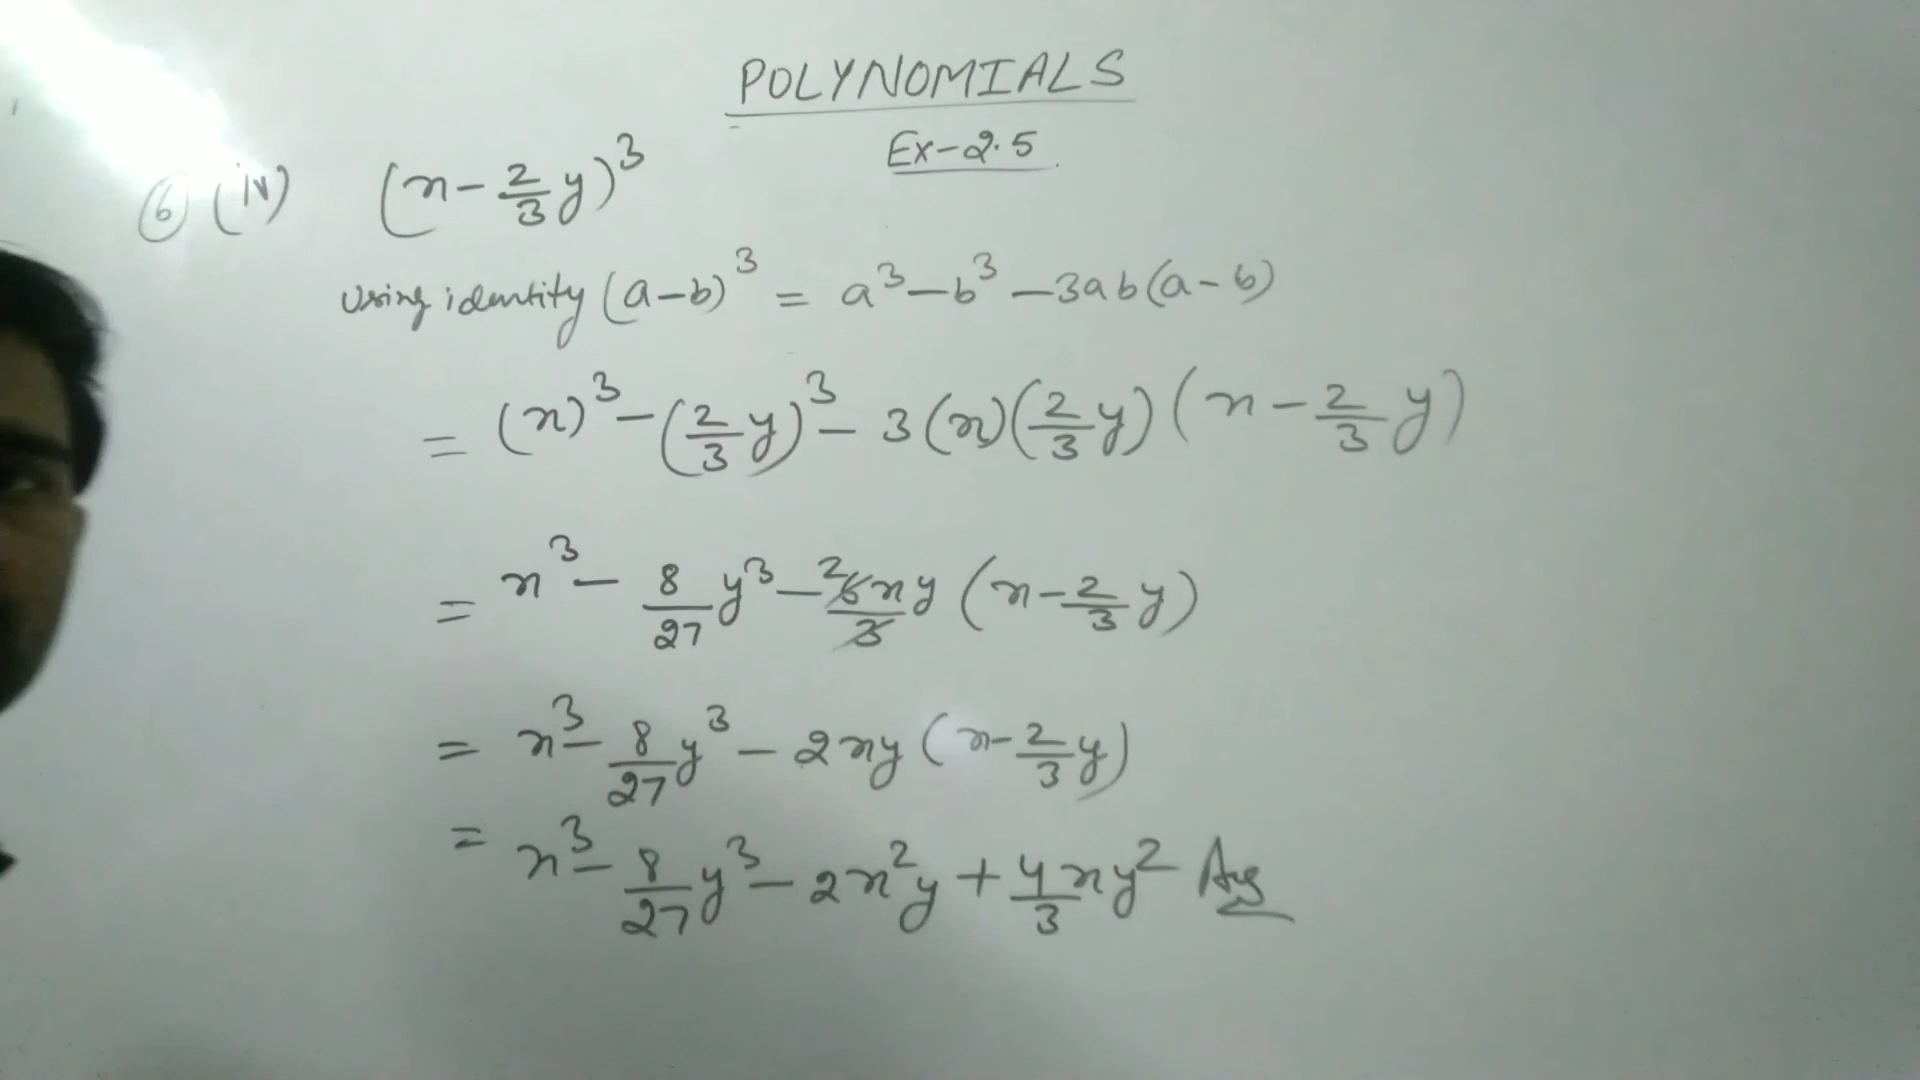 POLYNOMIALS
Ex-2.5
⑥ (iv) (x - 2/3 y)³
Using identity (a-b)³ = a³ - b³ - 3ab(a-b)
= (x)³ - (2/3 y)³ - 3(x)(2/3 y)(x - 2/3 y)
= x³ - 8/27 y³ - 2 6xy/3 (x - 2/3 y)
= x³ - 8/27 y³ - 2xy (x - 2/3 y)
= x³ - 8/27 y³ - 2x²y + 4/3 xy² Ans